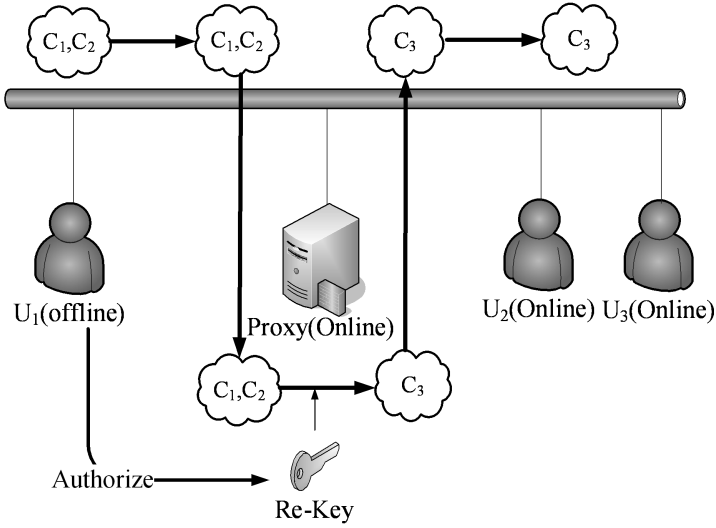 C₁,C₂ C₁,C₂ C₃ C₃
U₁(offline)
Proxy(Online)
U₂(Online) U₃(Online)
C₁,C₂ C₃
Authorize
Re-Key